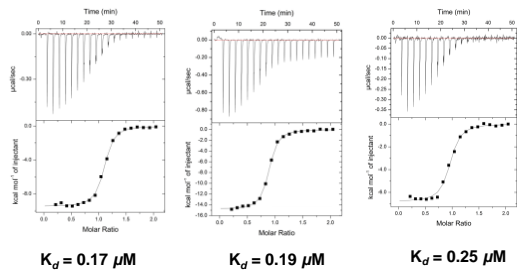 Time (min)
0 10 20 30 40 50
0.00
-0.30
µcal/sec
0.0
-4.0
-8.0
kcal mol⁻¹ of injectant
0.0 0.5 1.0 1.5 2.0
Molar Ratio
K_d = 0.17 µM
Time (min)
0 10 20 30 40 50
0.00
-0.20
-0.40
-0.60
-0.80
µcal/sec
0.0
-2.0
-4.0
-6.0
-8.0
-10.0
-12.0
-14.0
-16.0
kcal mol⁻¹ of injectant
0.0 0.5 1.0 1.5 2.0
Molar Ratio
K_d = 0.19 µM
Time (min)
0 10 20 30 40 50
0.00
-0.05
-0.10
-0.15
-0.20
-0.25
-0.30
-0.35
µcal/sec
0.0
kcal mol⁻¹ of injectant
0.0 0.5 1.0 1.5 2.0
Molar Ratio
K_d = 0.25 µM